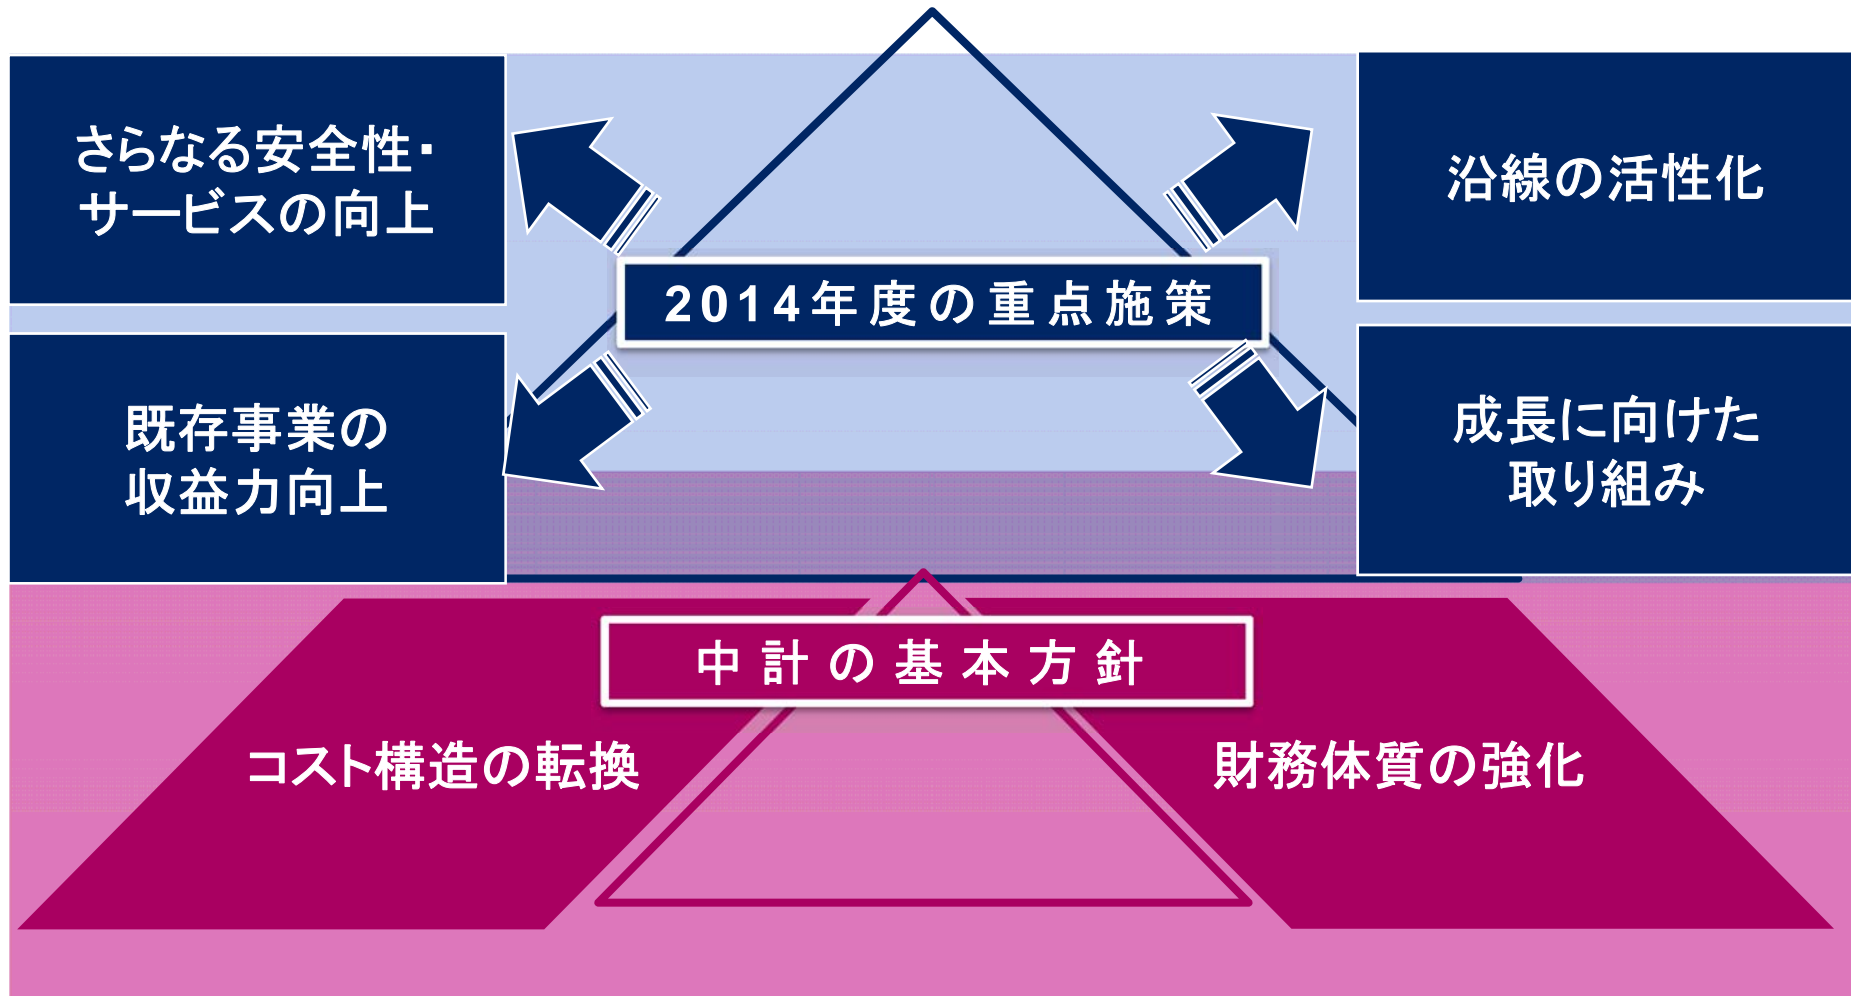 さらなる安全性・
サービスの向上
沿線の活性化
2014年度の重点施策
既存事業の
収益力向上
成長に向けた
取り組み
中計の基本方針
コスト構造の転換
財務体質の強化